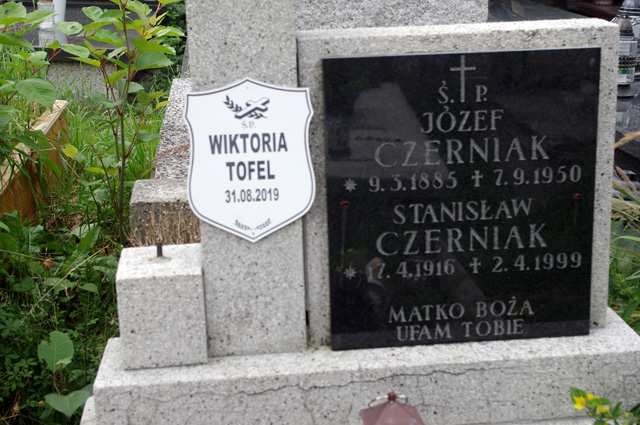 Ś.P.
WIKTORIA
TOFEL
31.08.2019
Ś. P.
JÓZEF
CZERNIAK
9.3.1885 ✝ 7.9.1950
STANISŁAW
CZERNIAK
17.4.1916 ✝ 2.4.1999
MATKO BOŻA
UFAM TOBIE